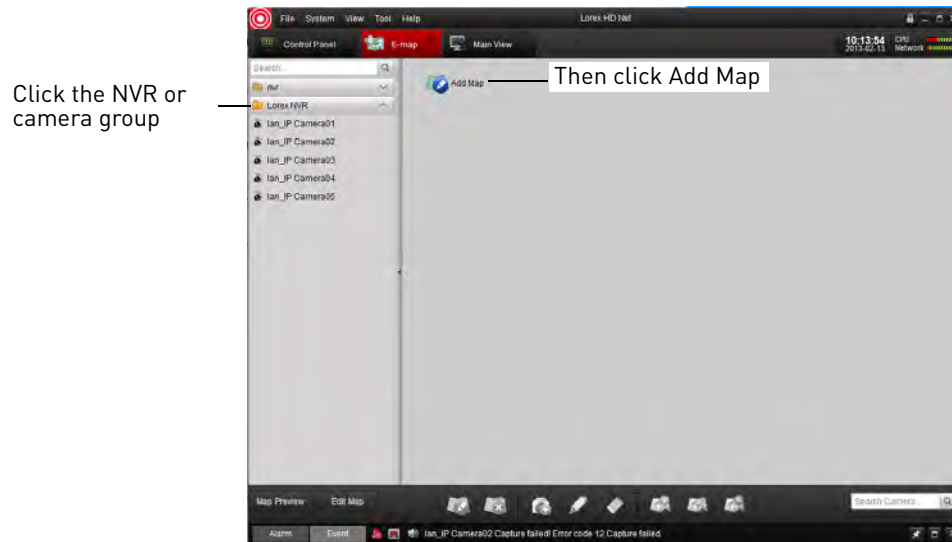 File System View Tool Help Lorex HD Net
Control Panel E-map Main View 10:13:54 CPU
2013-02-13 Network
Search...
Add Map
Then click Add Map
nvr
Click the NVR or
camera group
Lorex NVR
Ian_IP Camera01
Ian_IP Camera02
Ian_IP Camera03
Ian_IP Camera04
Ian_IP Camera05
Map Preview Edit Map Search Camera...
Alarm Event Ian_IP Camera02 Capture failed! Error code 12 Capture failed.